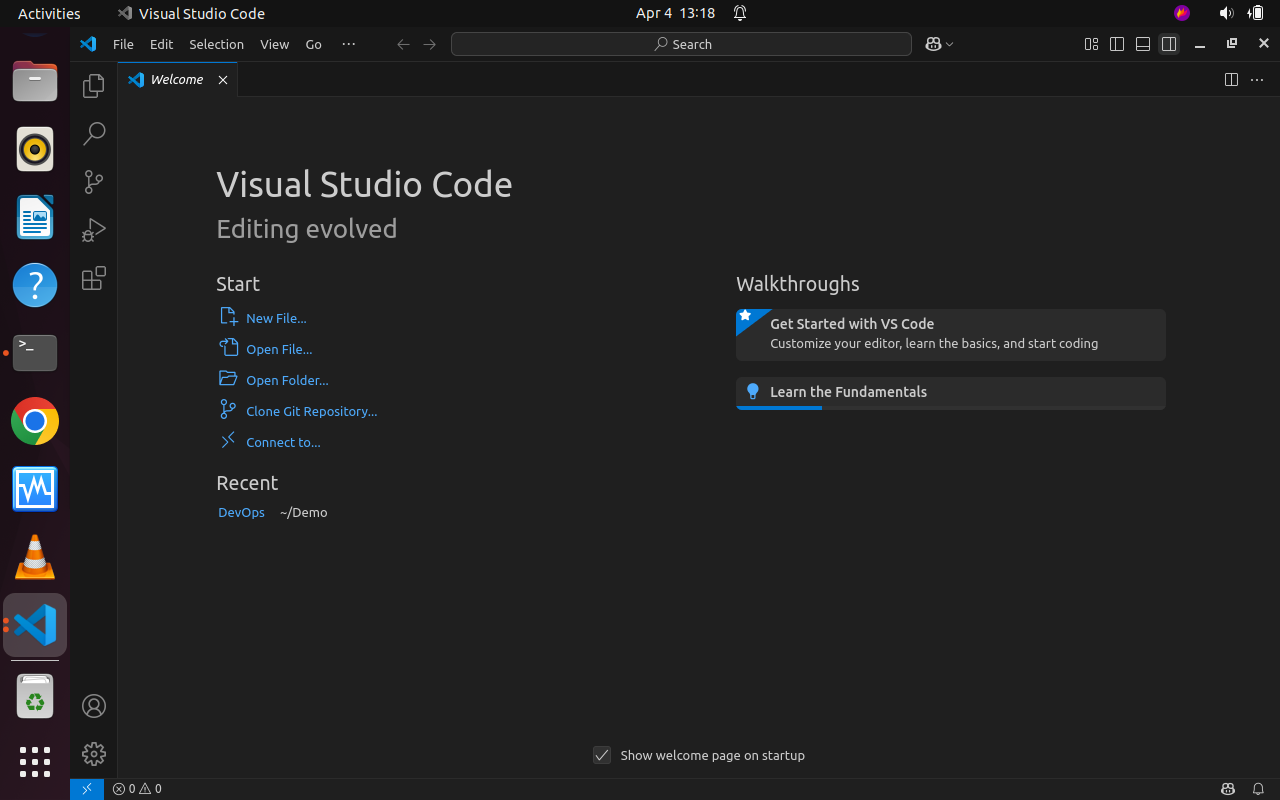 Activities
Visual Studio Code
Apr 4 13:18
File Edit Selection View Go ···
Search
Welcome
Visual Studio Code
Editing evolved
Start
New File...
Open File...
Open Folder...
Clone Git Repository...
Connect to...
Recent
DevOps ~/Demo
Walkthroughs
Get Started with VS Code
Customize your editor, learn the basics, and start coding
Learn the Fundamentals
Show welcome page on startup
0 0